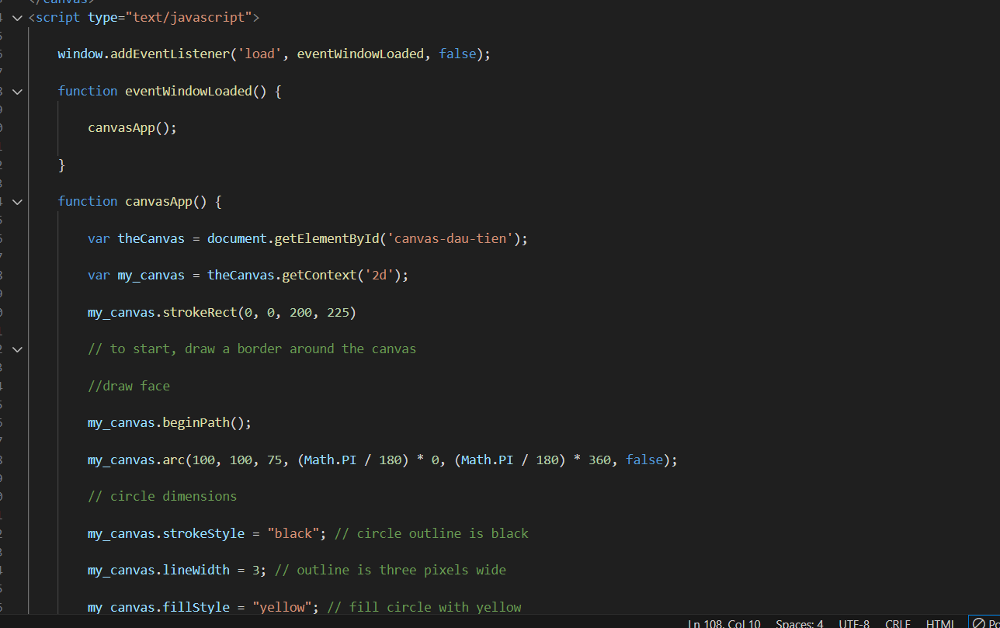 </canvas>
<script type="text/javascript">
window.addEventListener('load', eventWindowLoaded, false);
function eventWindowLoaded() {
canvasApp();
}
function canvasApp() {
var theCanvas = document.getElementById('canvas-dau-tien');
var my_canvas = theCanvas.getContext('2d');
my_canvas.strokeRect(0, 0, 200, 225)
// to start, draw a border around the canvas
//draw face
my_canvas.beginPath();
my_canvas.arc(100, 100, 75, (Math.PI / 180) * 0, (Math.PI / 180) * 360, false);
// circle dimensions
my_canvas.strokeStyle = "black"; // circle outline is black
my_canvas.lineWidth = 3; // outline is three pixels wide
my_canvas.fillStyle = "yellow"; // fill circle with yellow
Ln 108, Col 10 Spaces: 4 UTF-8 CRLF HTML